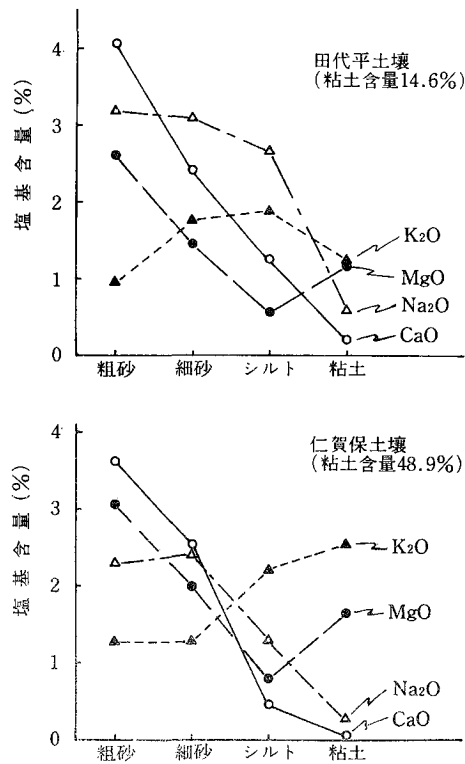 田代平土壌
(粘土含量14.6%)
塩基含量(%)
4
3
2
1
0
K₂O
MgO
Na₂O
CaO
粗砂 細砂 シルト 粘土
仁賀保土壌
(粘土含量48.9%)
塩基含量(%)
4
3
2
1
0
K₂O
MgO
Na₂O
CaO
粗砂 細砂 シルト 粘土